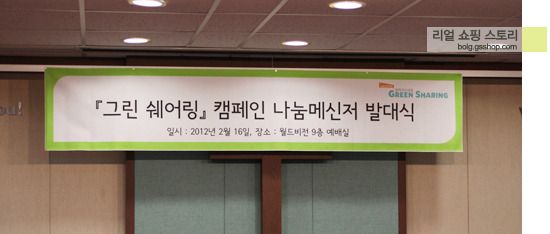 리얼 쇼핑 스토리
bolg.gsshop.com
GREEN SHARING
『그린 쉐어링』 캠페인 나눔메신저 발대식
일시 : 2012년 2월 16일, 장소 : 월드비전 9층 예배실